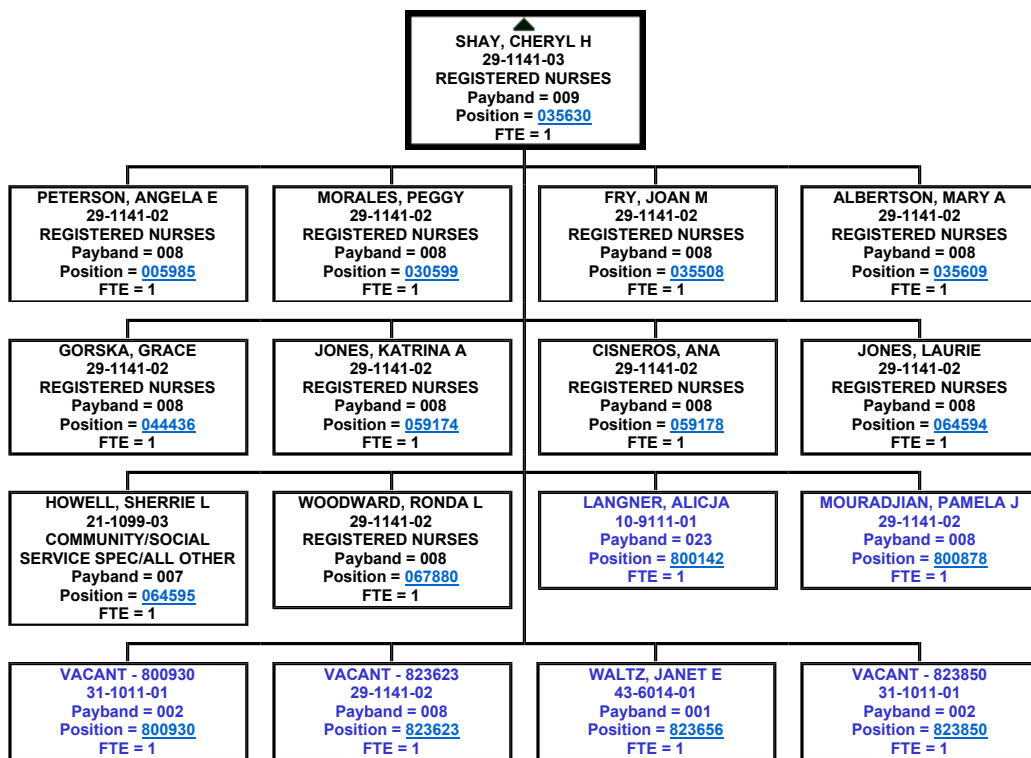 SHAY, CHERYL H
29-1141-03
REGISTERED NURSES
Payband = 009
Position = 035630
FTE = 1
PETERSON, ANGELA E
29-1141-02
REGISTERED NURSES
Payband = 008
Position = 005985
FTE = 1
MORALES, PEGGY
29-1141-02
REGISTERED NURSES
Payband = 008
Position = 030599
FTE = 1
FRY, JOAN M
29-1141-02
REGISTERED NURSES
Payband = 008
Position = 035508
FTE = 1
ALBERTSON, MARY A
29-1141-02
REGISTERED NURSES
Payband = 008
Position = 035609
FTE = 1
GORSKA, GRACE
29-1141-02
REGISTERED NURSES
Payband = 008
Position = 044436
FTE = 1
JONES, KATRINA A
29-1141-02
REGISTERED NURSES
Payband = 008
Position = 059174
FTE = 1
CISNEROS, ANA
29-1141-02
REGISTERED NURSES
Payband = 008
Position = 059178
FTE = 1
JONES, LAURIE
29-1141-02
REGISTERED NURSES
Payband = 008
Position = 064594
FTE = 1
HOWELL, SHERRIE L
21-1099-03
COMMUNITY/SOCIAL
SERVICE SPEC/ALL OTHER
Payband = 007
Position = 064595
FTE = 1
WOODWARD, RONDA L
29-1141-02
REGISTERED NURSES
Payband = 008
Position = 067880
FTE = 1
LANGNER, ALICJA
10-9111-01
Payband = 023
Position = 800142
FTE = 1
MOURADJIAN, PAMELA J
29-1141-02
Payband = 008
Position = 800878
FTE = 1
VACANT - 800930
31-1011-01
Payband = 002
Position = 800930
FTE = 1
VACANT - 823623
29-1141-02
Payband = 008
Position = 823623
FTE = 1
WALTZ, JANET E
43-6014-01
Payband = 001
Position = 823656
FTE = 1
VACANT - 823850
31-1011-01
Payband = 002
Position = 823850
FTE = 1